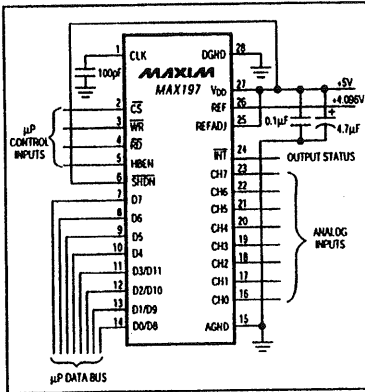 1 CLK
100pF
MAXIM
MAX197
DGND 28
VDD 27
+5V
REF 26
+4.096V
REFADJ 25
0.1µF
+
4.7µF
µP
CONTROL
INPUTS
2 CS
3 WR
4 RD
5 HBEN
6 SHDN
INT 24
OUTPUT STATUS
7 D7
8 D6
9 D5
10 D4
11 D3/D11
12 D2/D10
13 D1/D9
14 D0/D8
CH7 23
CH6 22
CH5 21
CH4 20
CH3 19
CH2 18
CH1 17
CH0 16
ANALOG
INPUTS
AGND 15
µP DATA BUS